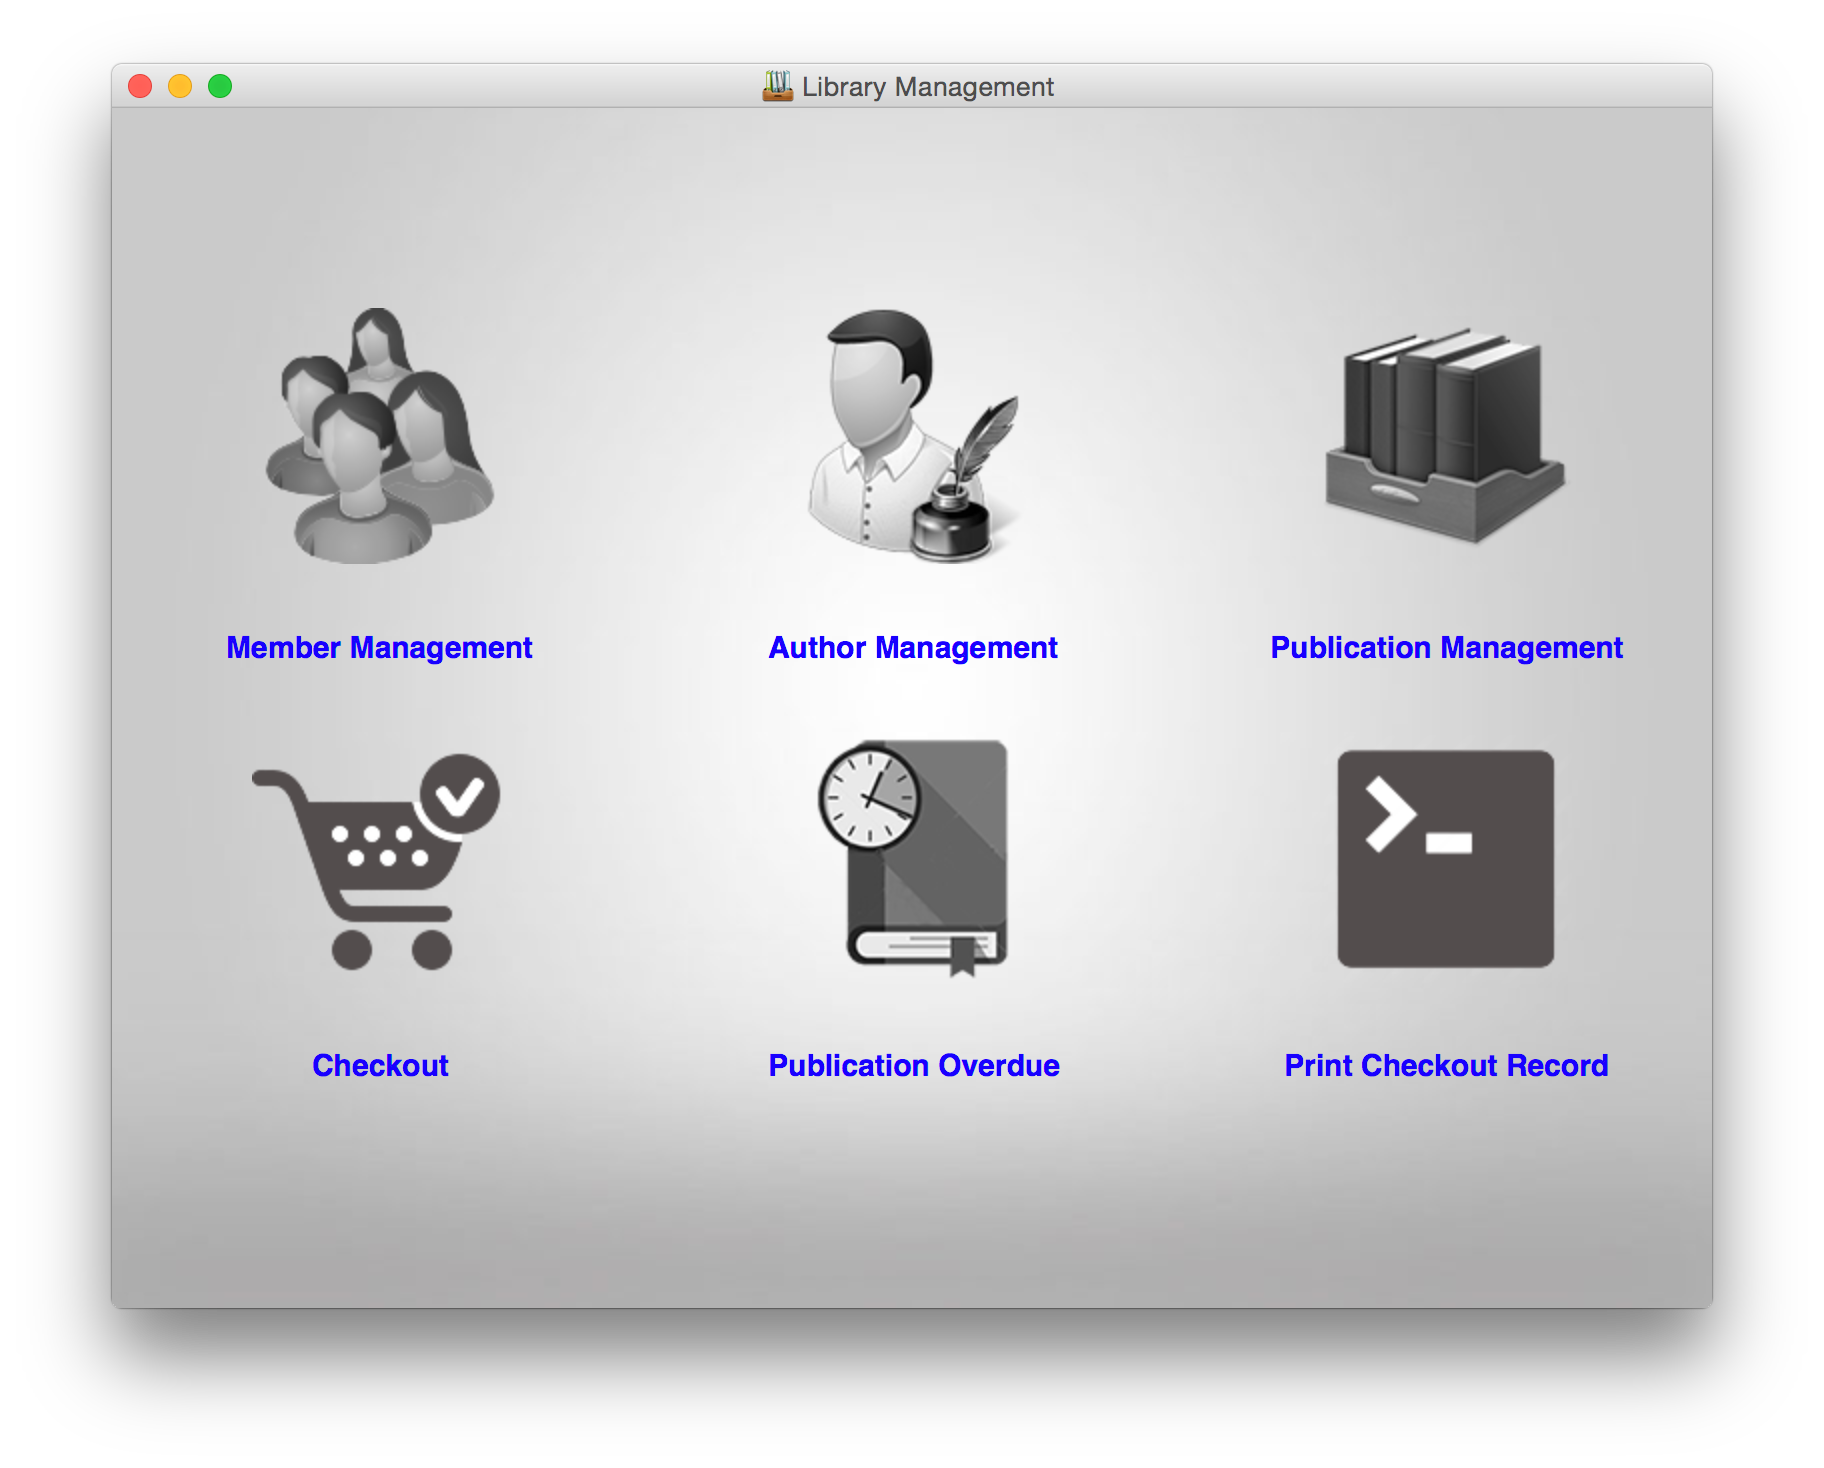 Library Management
Member Management
Author Management
Publication Management
Checkout
Publication Overdue
Print Checkout Record